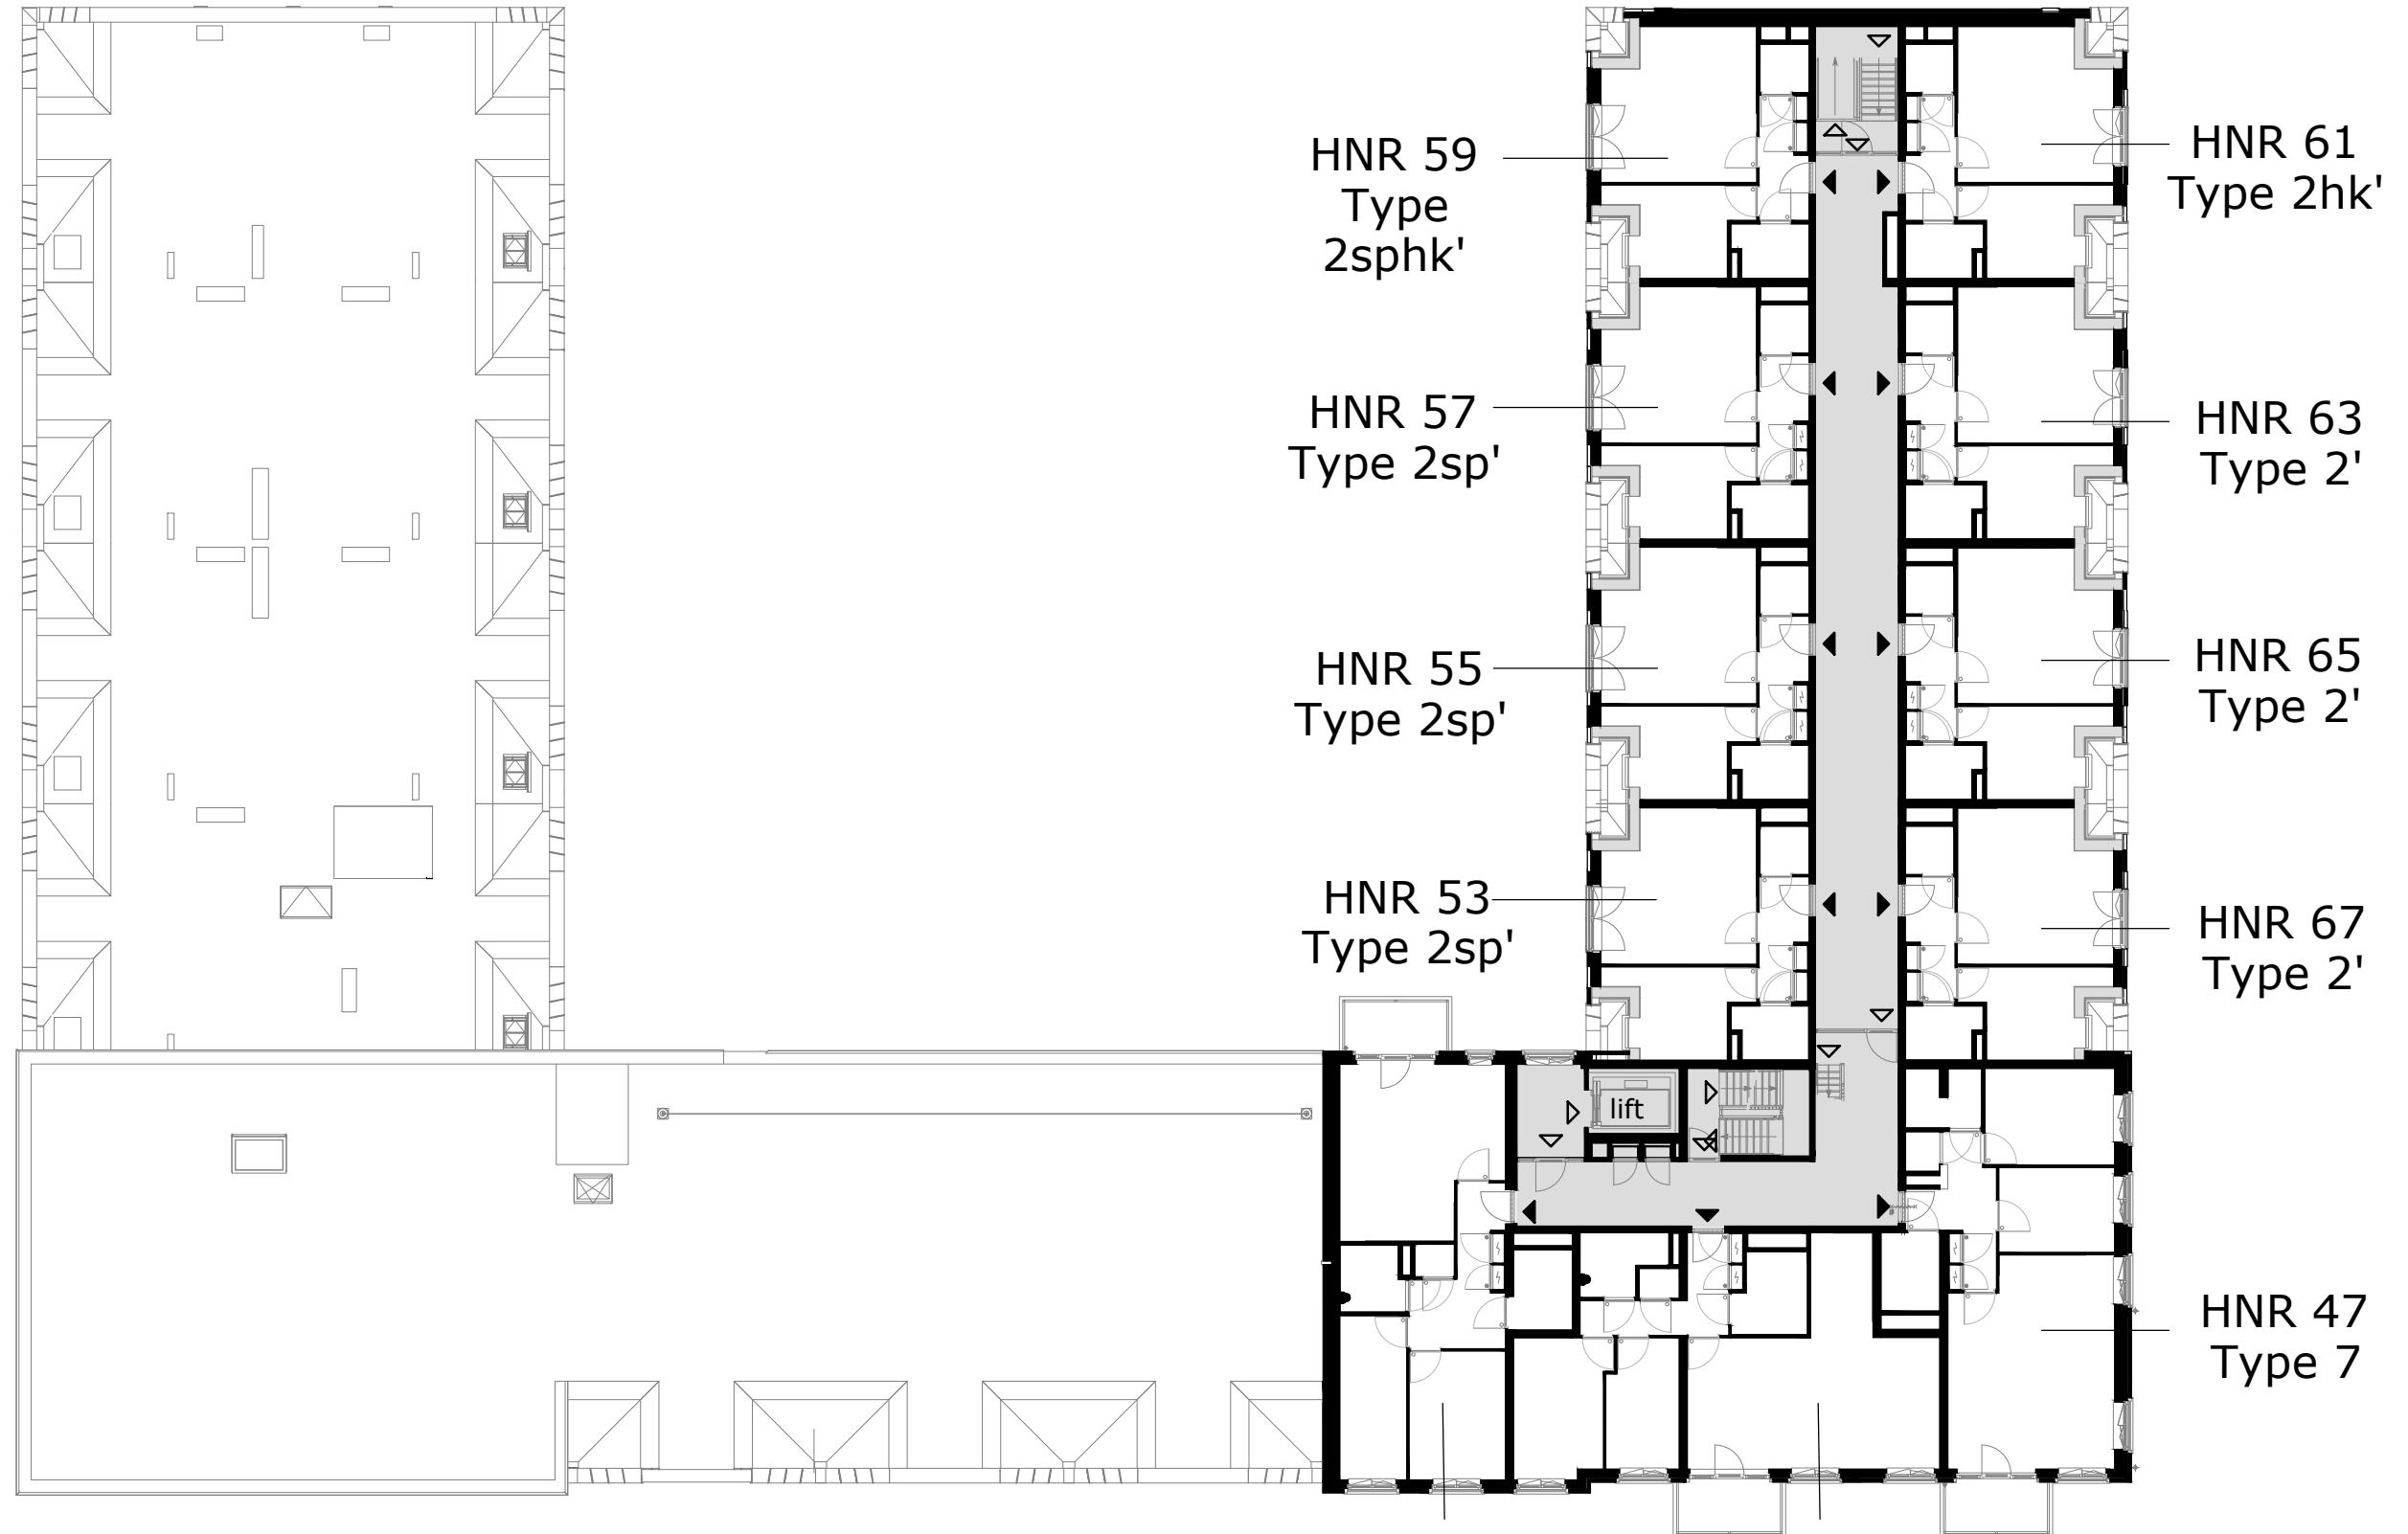 HNR 59
Type
2sphk'
HNR 61
Type 2hk'
HNR 57
Type 2sp'
HNR 63
Type 2'
HNR 55
Type 2sp'
HNR 65
Type 2'
HNR 53
Type 2sp'
HNR 67
Type 2'
lift
HNR 47
Type 7